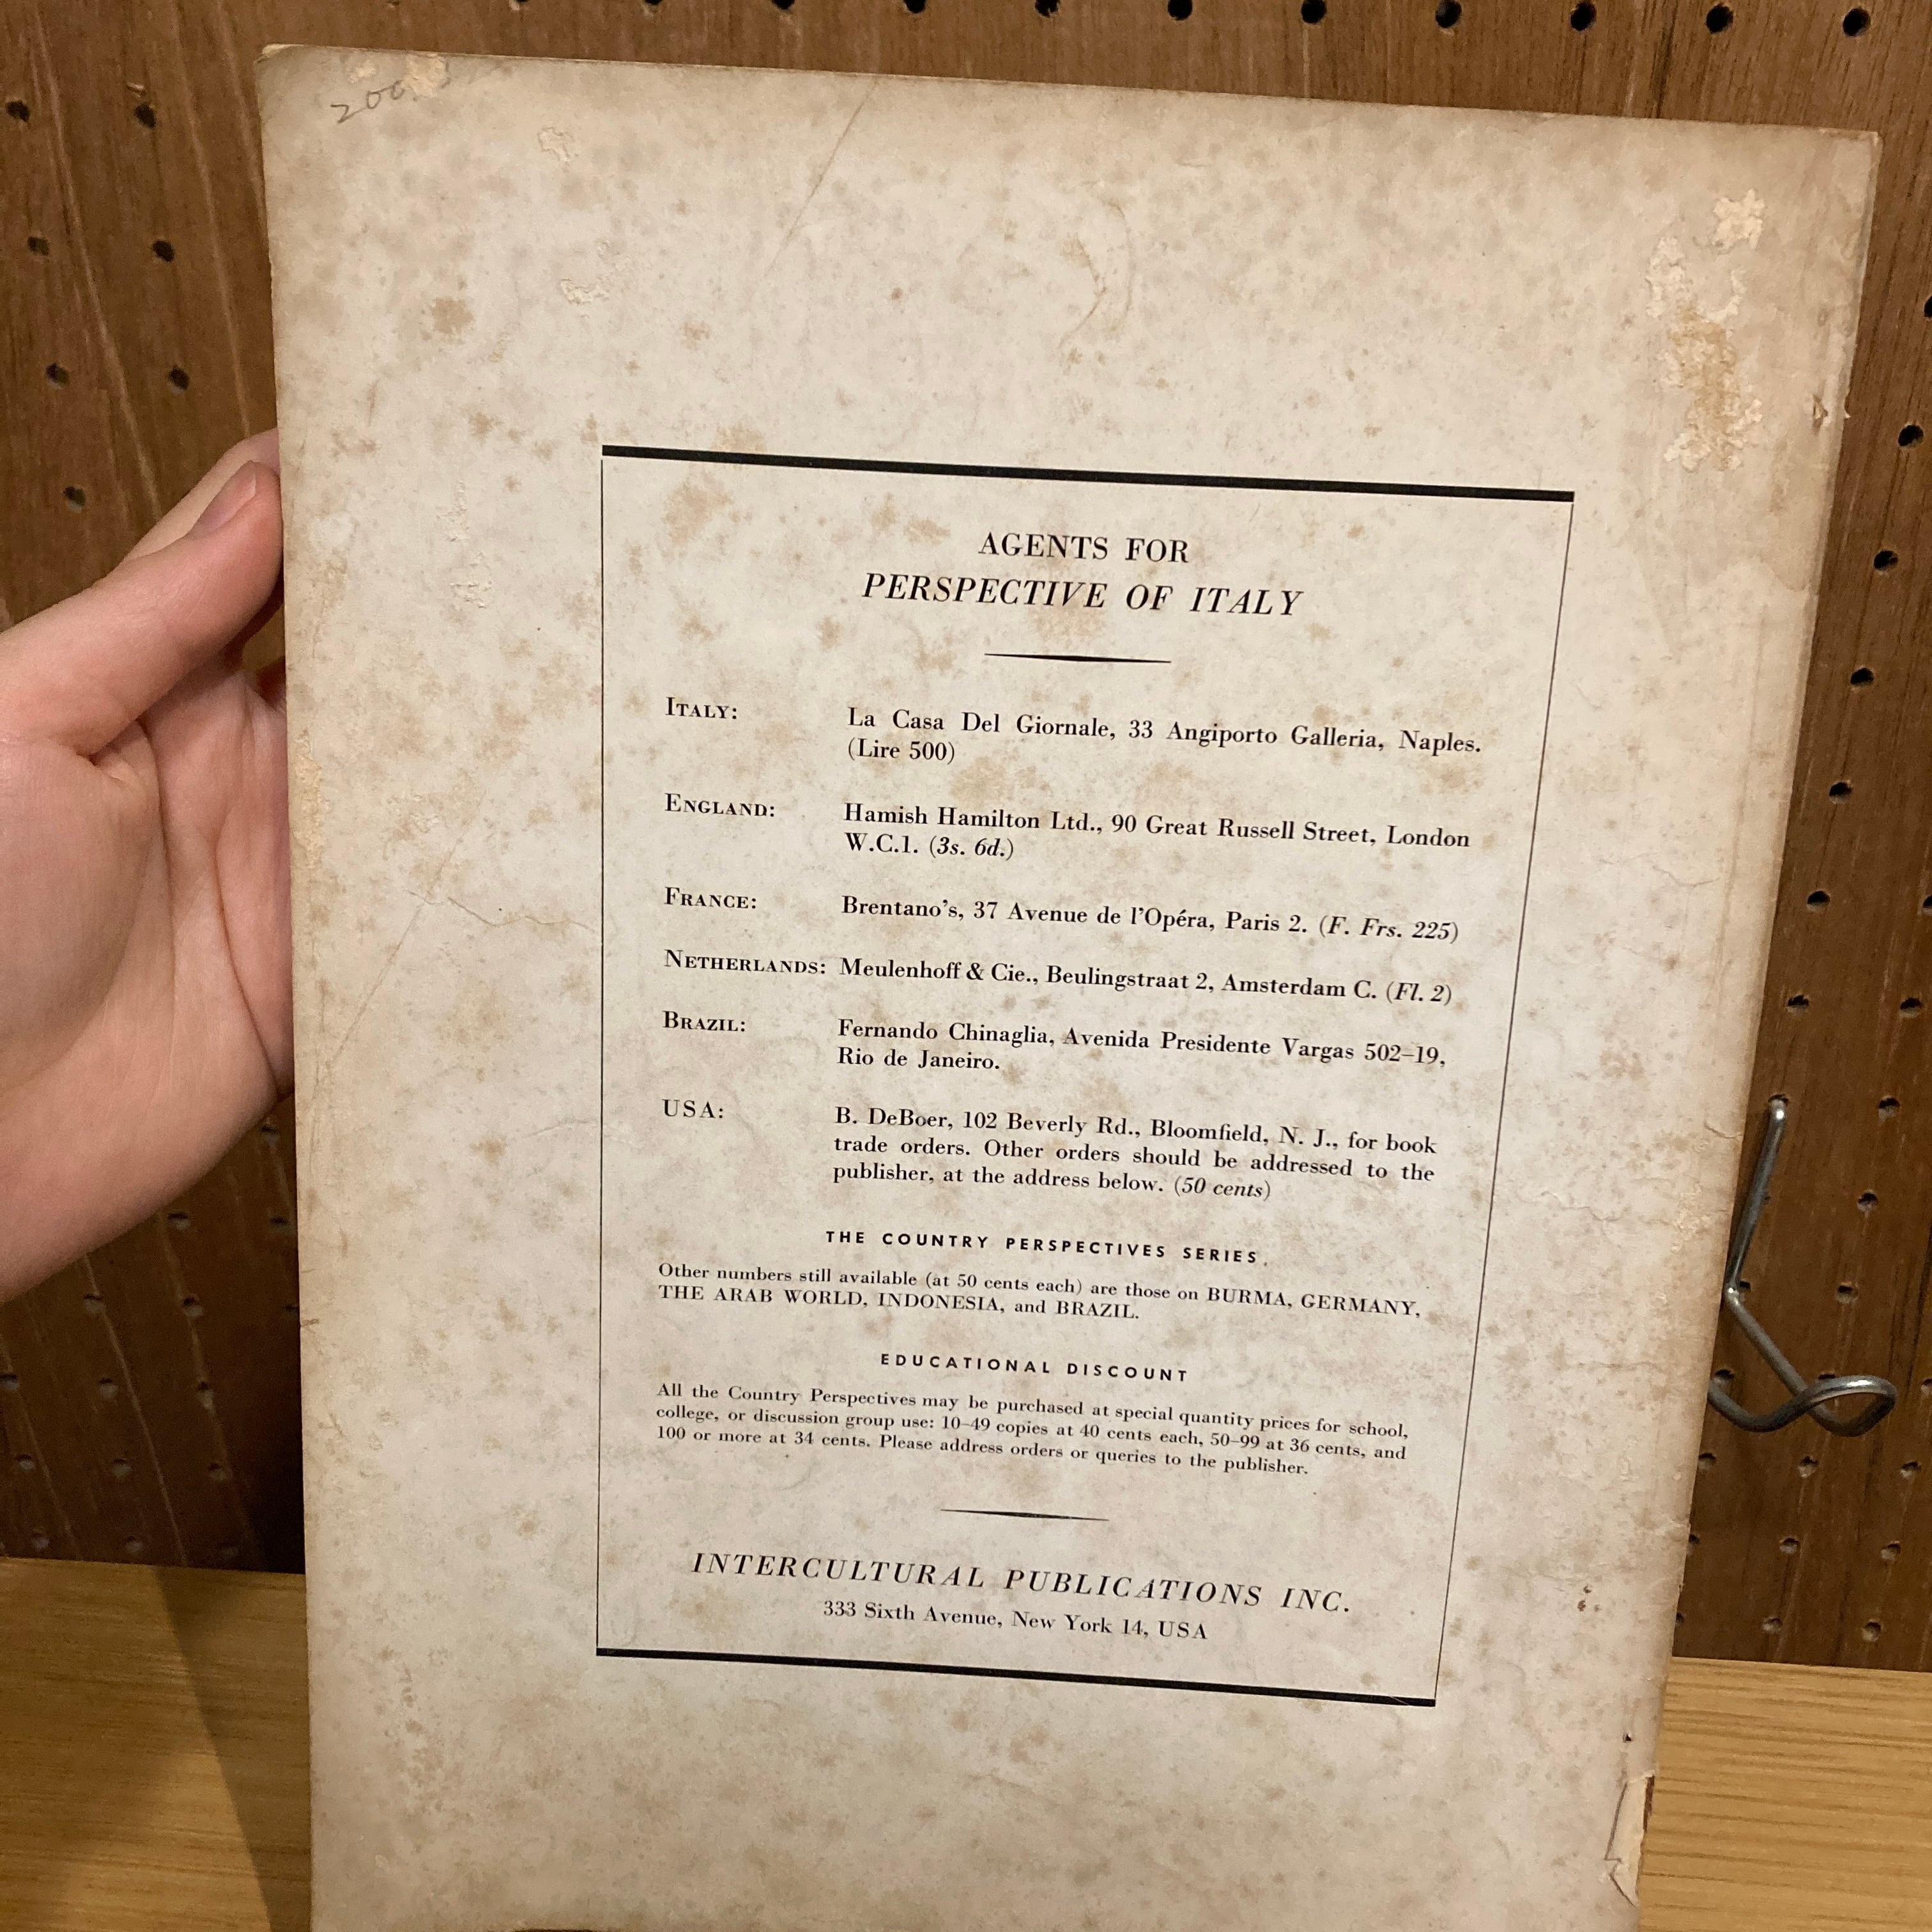 200
AGENTS FOR
PERSPECTIVE OF ITALY
ITALY:
La Casa Del Giornale, 33 Angiporto Galleria, Naples.
(Lire 500)
ENGLAND:
Hamish Hamilton Ltd., 90 Great Russell Street, London
W.C.1. (3s. 6d.)
FRANCE:
Brentano's, 37 Avenue de l'Opéra, Paris 2. (F. Frs. 225)
NETHERLANDS:
Meulenhoff & Cie., Beulingstraat 2, Amsterdam C. (Fl. 2)
BRAZIL:
Fernando Chinaglia, Avenida Presidente Vargas 502–19,
Rio de Janeiro.
USA:
B. DeBoer, 102 Beverly Rd., Bloomfield, N. J., for book
trade orders. Other orders should be addressed to the
publisher, at the address below. (50 cents)
THE COUNTRY PERSPECTIVES SERIES.
Other numbers still available (at 50 cents each) are those on BURMA, GERMANY,
THE ARAB WORLD, INDONESIA, and BRAZIL.
EDUCATIONAL DISCOUNT
All the Country Perspectives may be purchased at special quantity prices for school,
college, or discussion group use: 10–49 copies at 40 cents each, 50–99 at 36 cents, and
100 or more at 34 cents. Please address orders or queries to the publisher.
INTERCULTURAL PUBLICATIONS INC.
333 Sixth Avenue, New York 14, USA